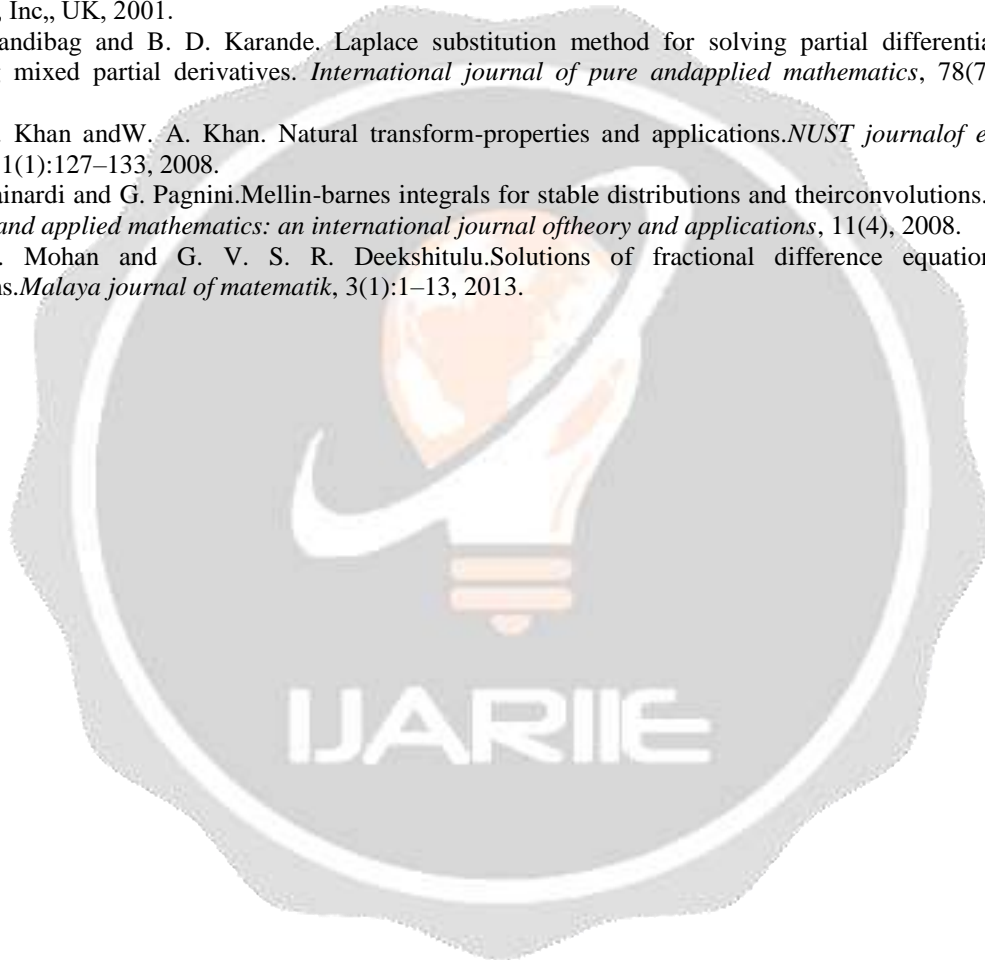 , Inc,, UK, 2001.
andibag and B. D. Karande. Laplace substitution method for solving partial differentia
g mixed partial derivatives. International journal of pure andapplied mathematics, 78(7
. Khan andW. A. Khan. Natural transform-properties and applications.NUST journalof e
1(1):127–133, 2008.
ainardi and G. Pagnini.Mellin-barnes integrals for stable distributions and theirconvolutions.
and applied mathematics: an international journal oftheory and applications, 11(4), 2008.
. Mohan and G. V. S. R. Deekshitulu.Solutions of fractional difference equation
ns.Malaya journal of matematik, 3(1):1–13, 2013.
IJARIIE